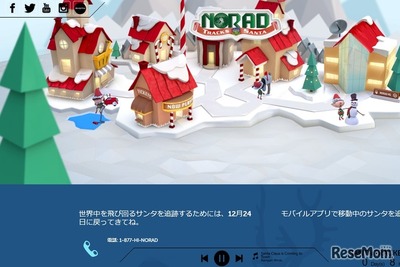 NORAD
TRACKS SANTA
世界中を飛び回るサンタを追跡するためには、12月24
日に戻ってきてね。
モバイルアプリで移動中のサンタを追
電話: 1-877-HI-NORAD
ReseMom